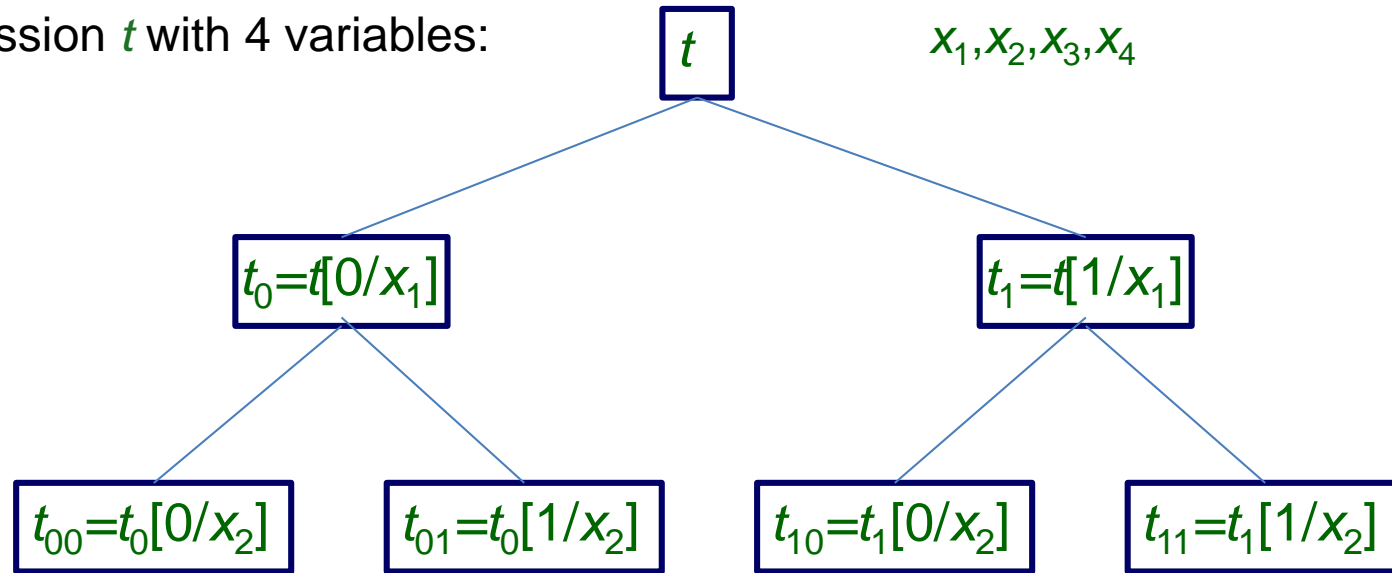 ssion t with 4 variables: t x₁,x₂,x₃,x₄
t₀=t[0/x₁] t₁=t[1/x₁]
t₀₀=t₀[0/x₂] t₀₁=t₀[1/x₂] t₁₀=t₁[0/x₂] t₁₁=t₁[1/x₂]